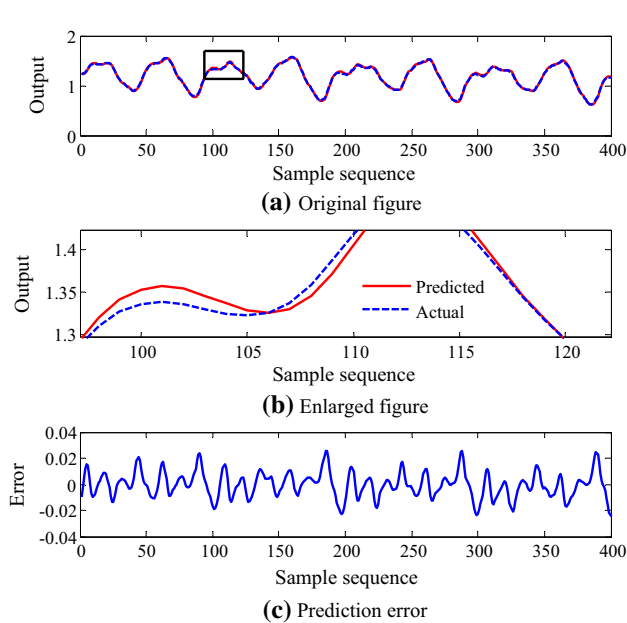 2
1
0
Output
0 50 100 150 200 250 300 350 400
Sample sequence
(a) Original figure
1.4
1.35
1.3
Output
Predicted
Actual
100 105 110 115 120
Sample sequence
(b) Enlarged figure
0.04
0.02
0
-0.02
-0.04
Error
0 50 100 150 200 250 300 350 400
Sample sequence
(c) Prediction error